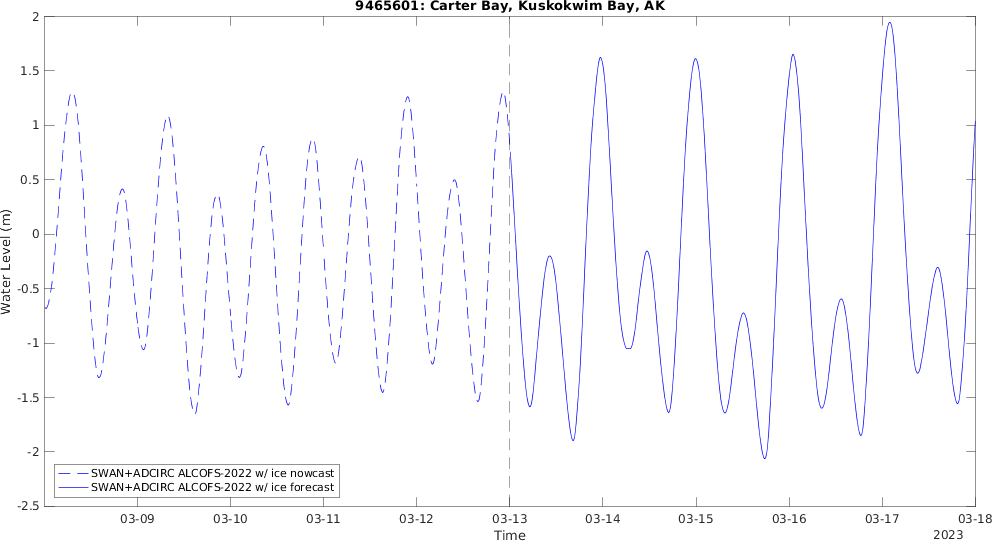 9465601: Carter Bay, Kuskokwim Bay, AK
Water Level (m)
2
1.5
1
0.5
0
-0.5
-1
-1.5
-2
-2.5
SWAN+ADCIRC ALCOFS-2022 w/ ice nowcast
SWAN+ADCIRC ALCOFS-2022 w/ ice forecast
03-09 03-10 03-11 03-12 03-13 03-14 03-15 03-16 03-17 03-18
Time
2023